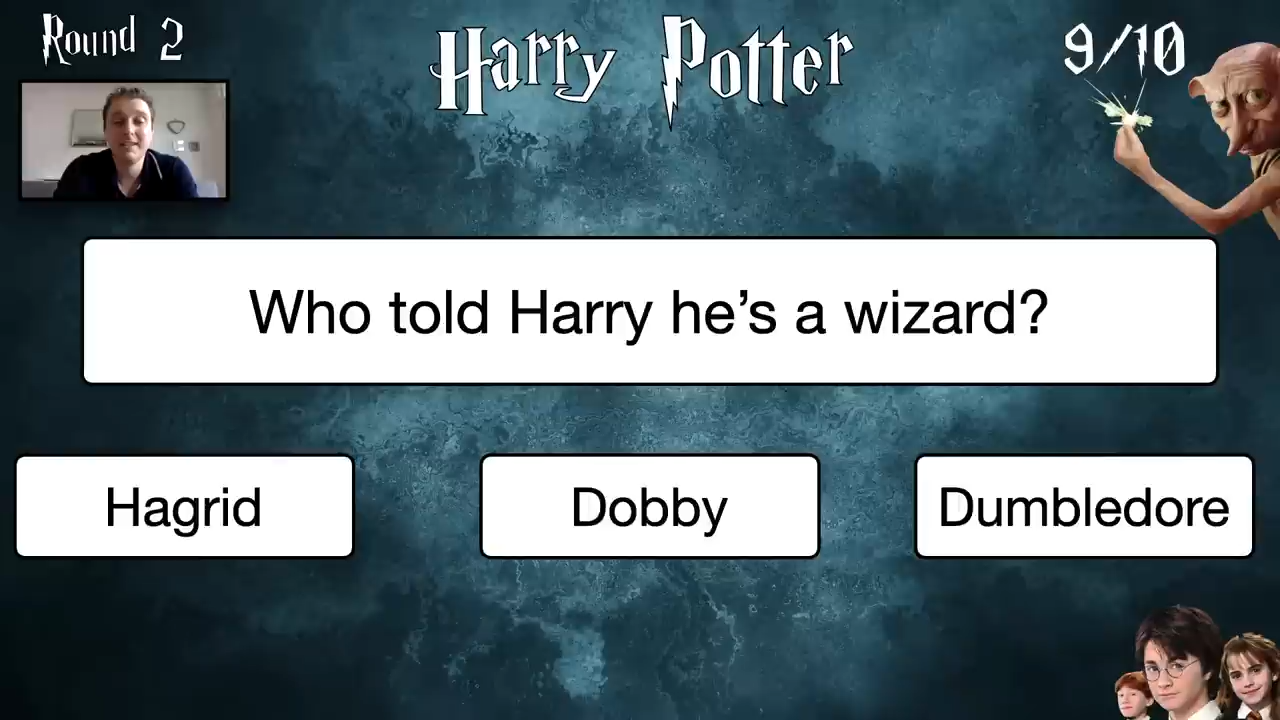 Round 2
Harry Potter
9/10
Who told Harry he’s a wizard?
Hagrid
Dobby
Dumbledore